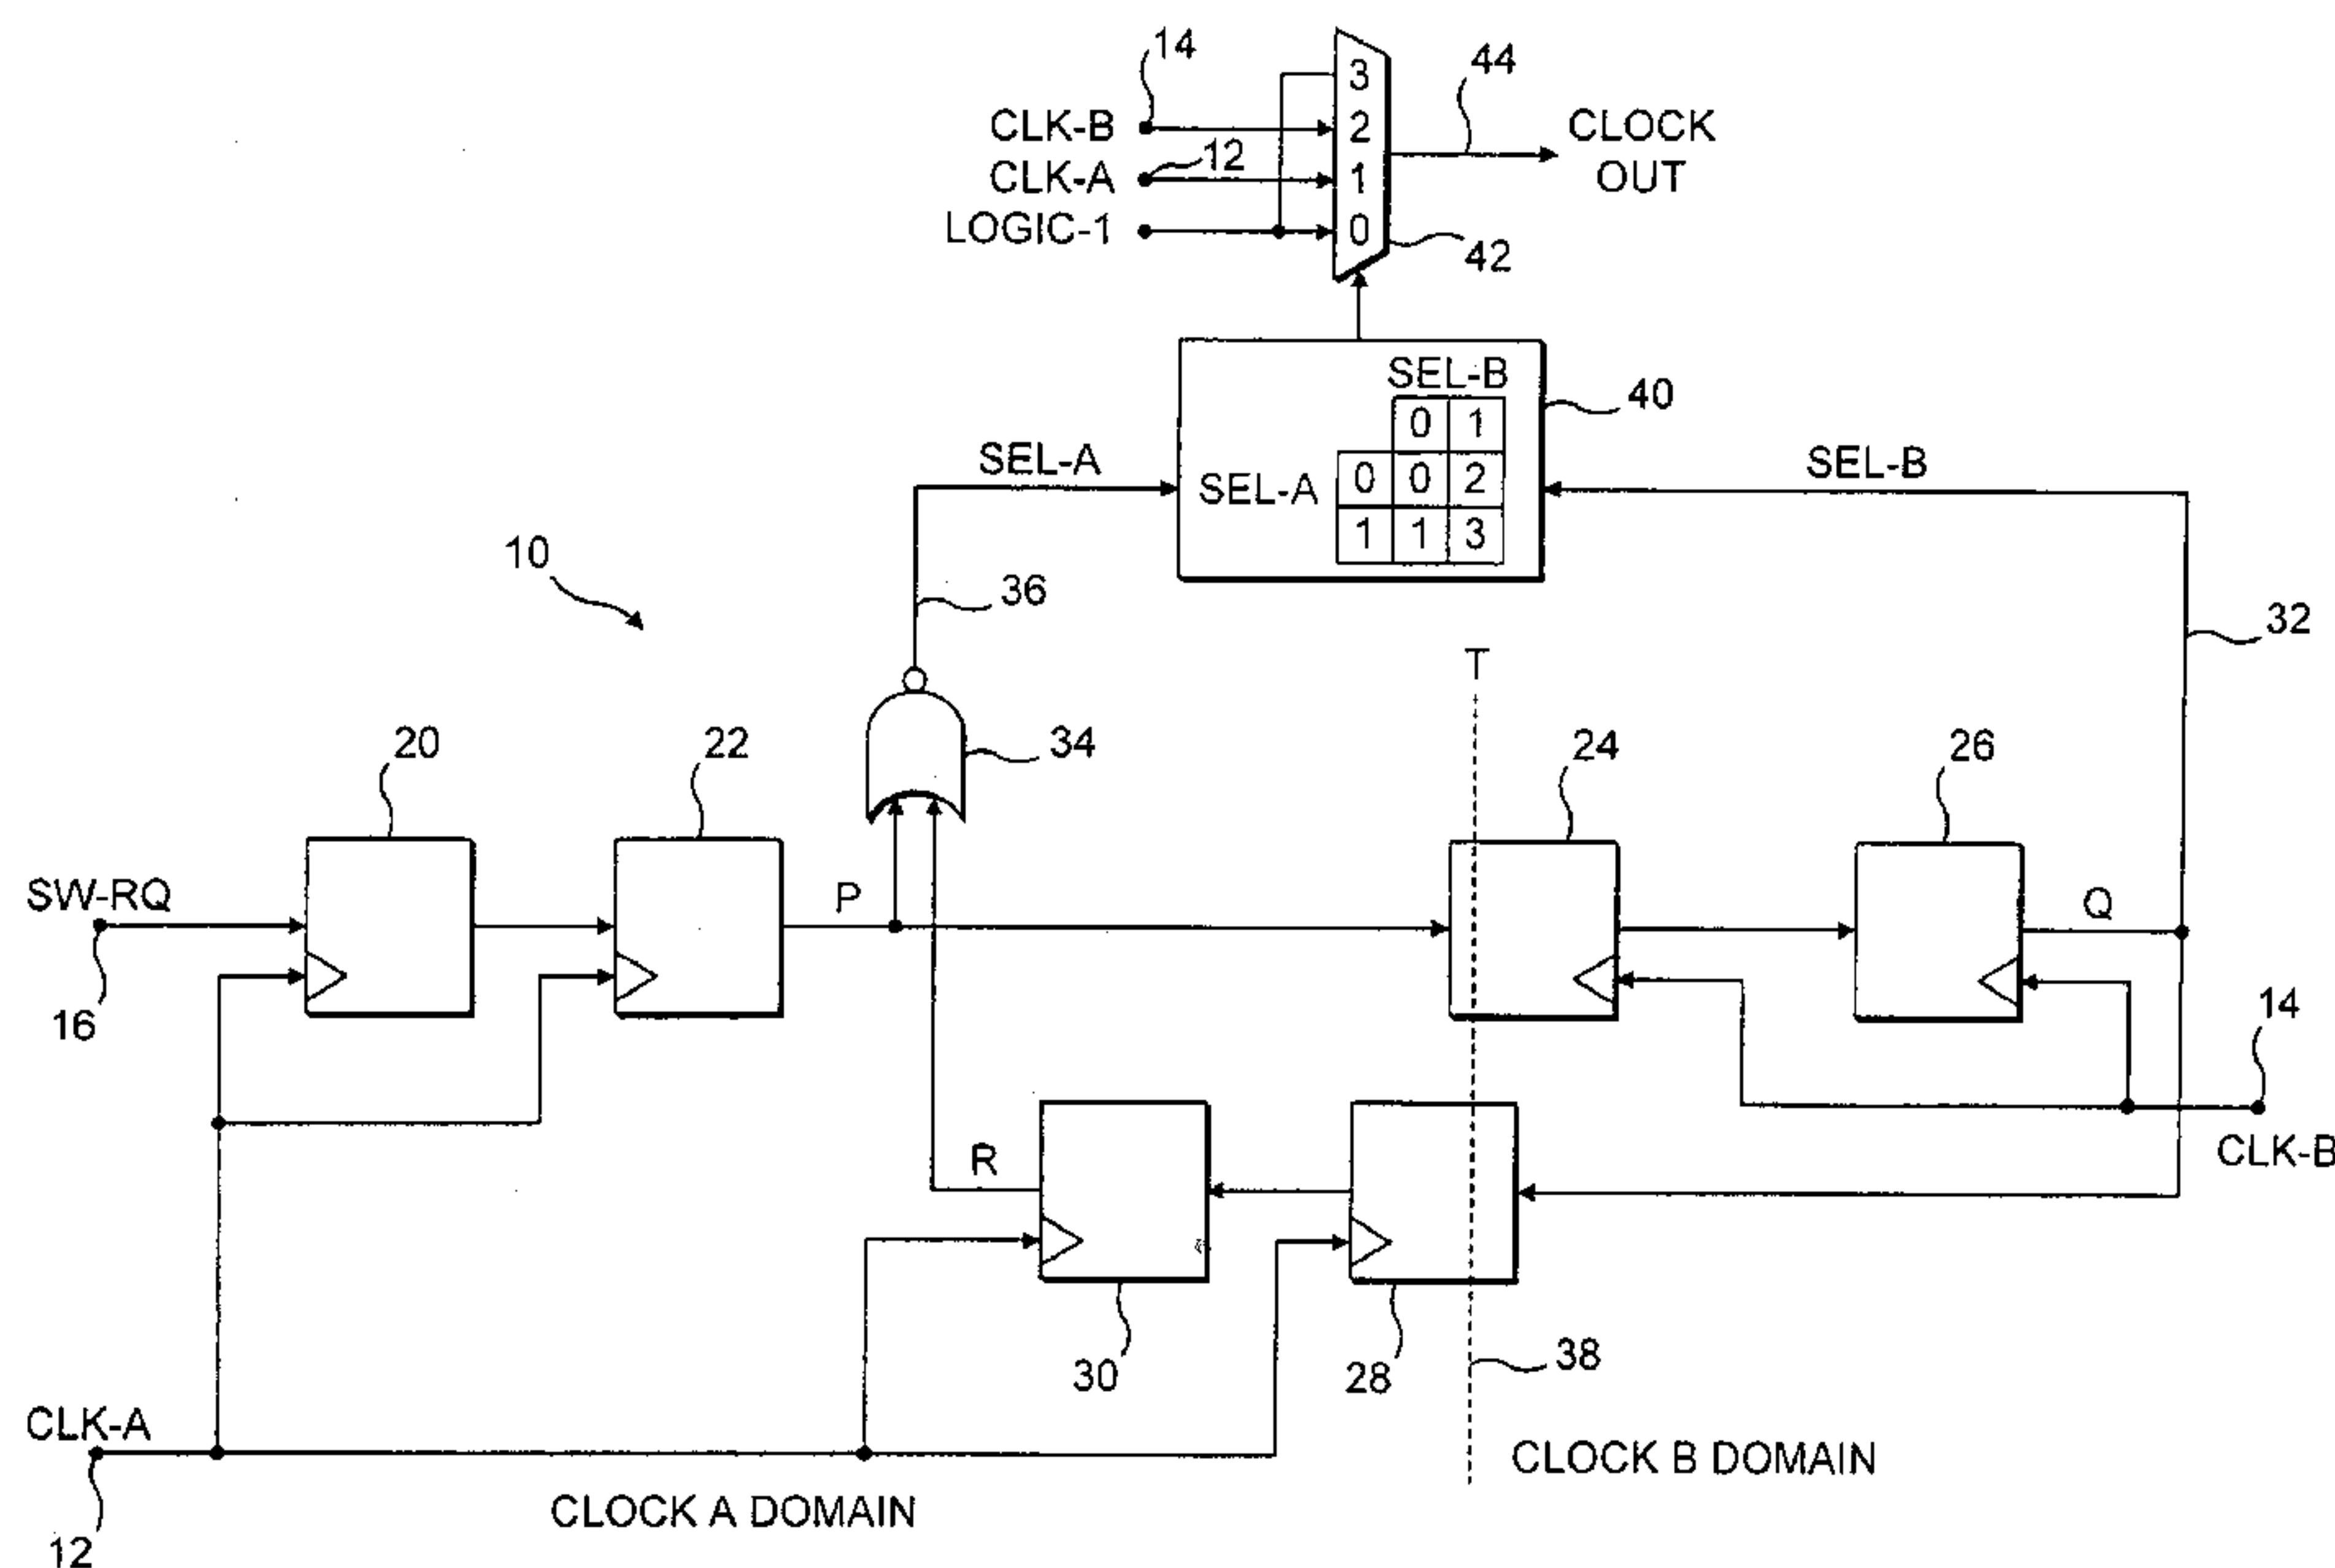 14
3
44
CLK-B
2
CLOCK
OUT
12
CLK-A
1
LOGIC-1
0
42
SEL-B
40
0 1
SEL-A
SEL-B
SEL-A
0 0 2
1 1 3
10
36
32
T
20
22
34
24
26
SW-RQ
P
Q
16
14
R
CLK-B
30
28
38
CLK-A
CLOCK B DOMAIN
CLOCK A DOMAIN
12